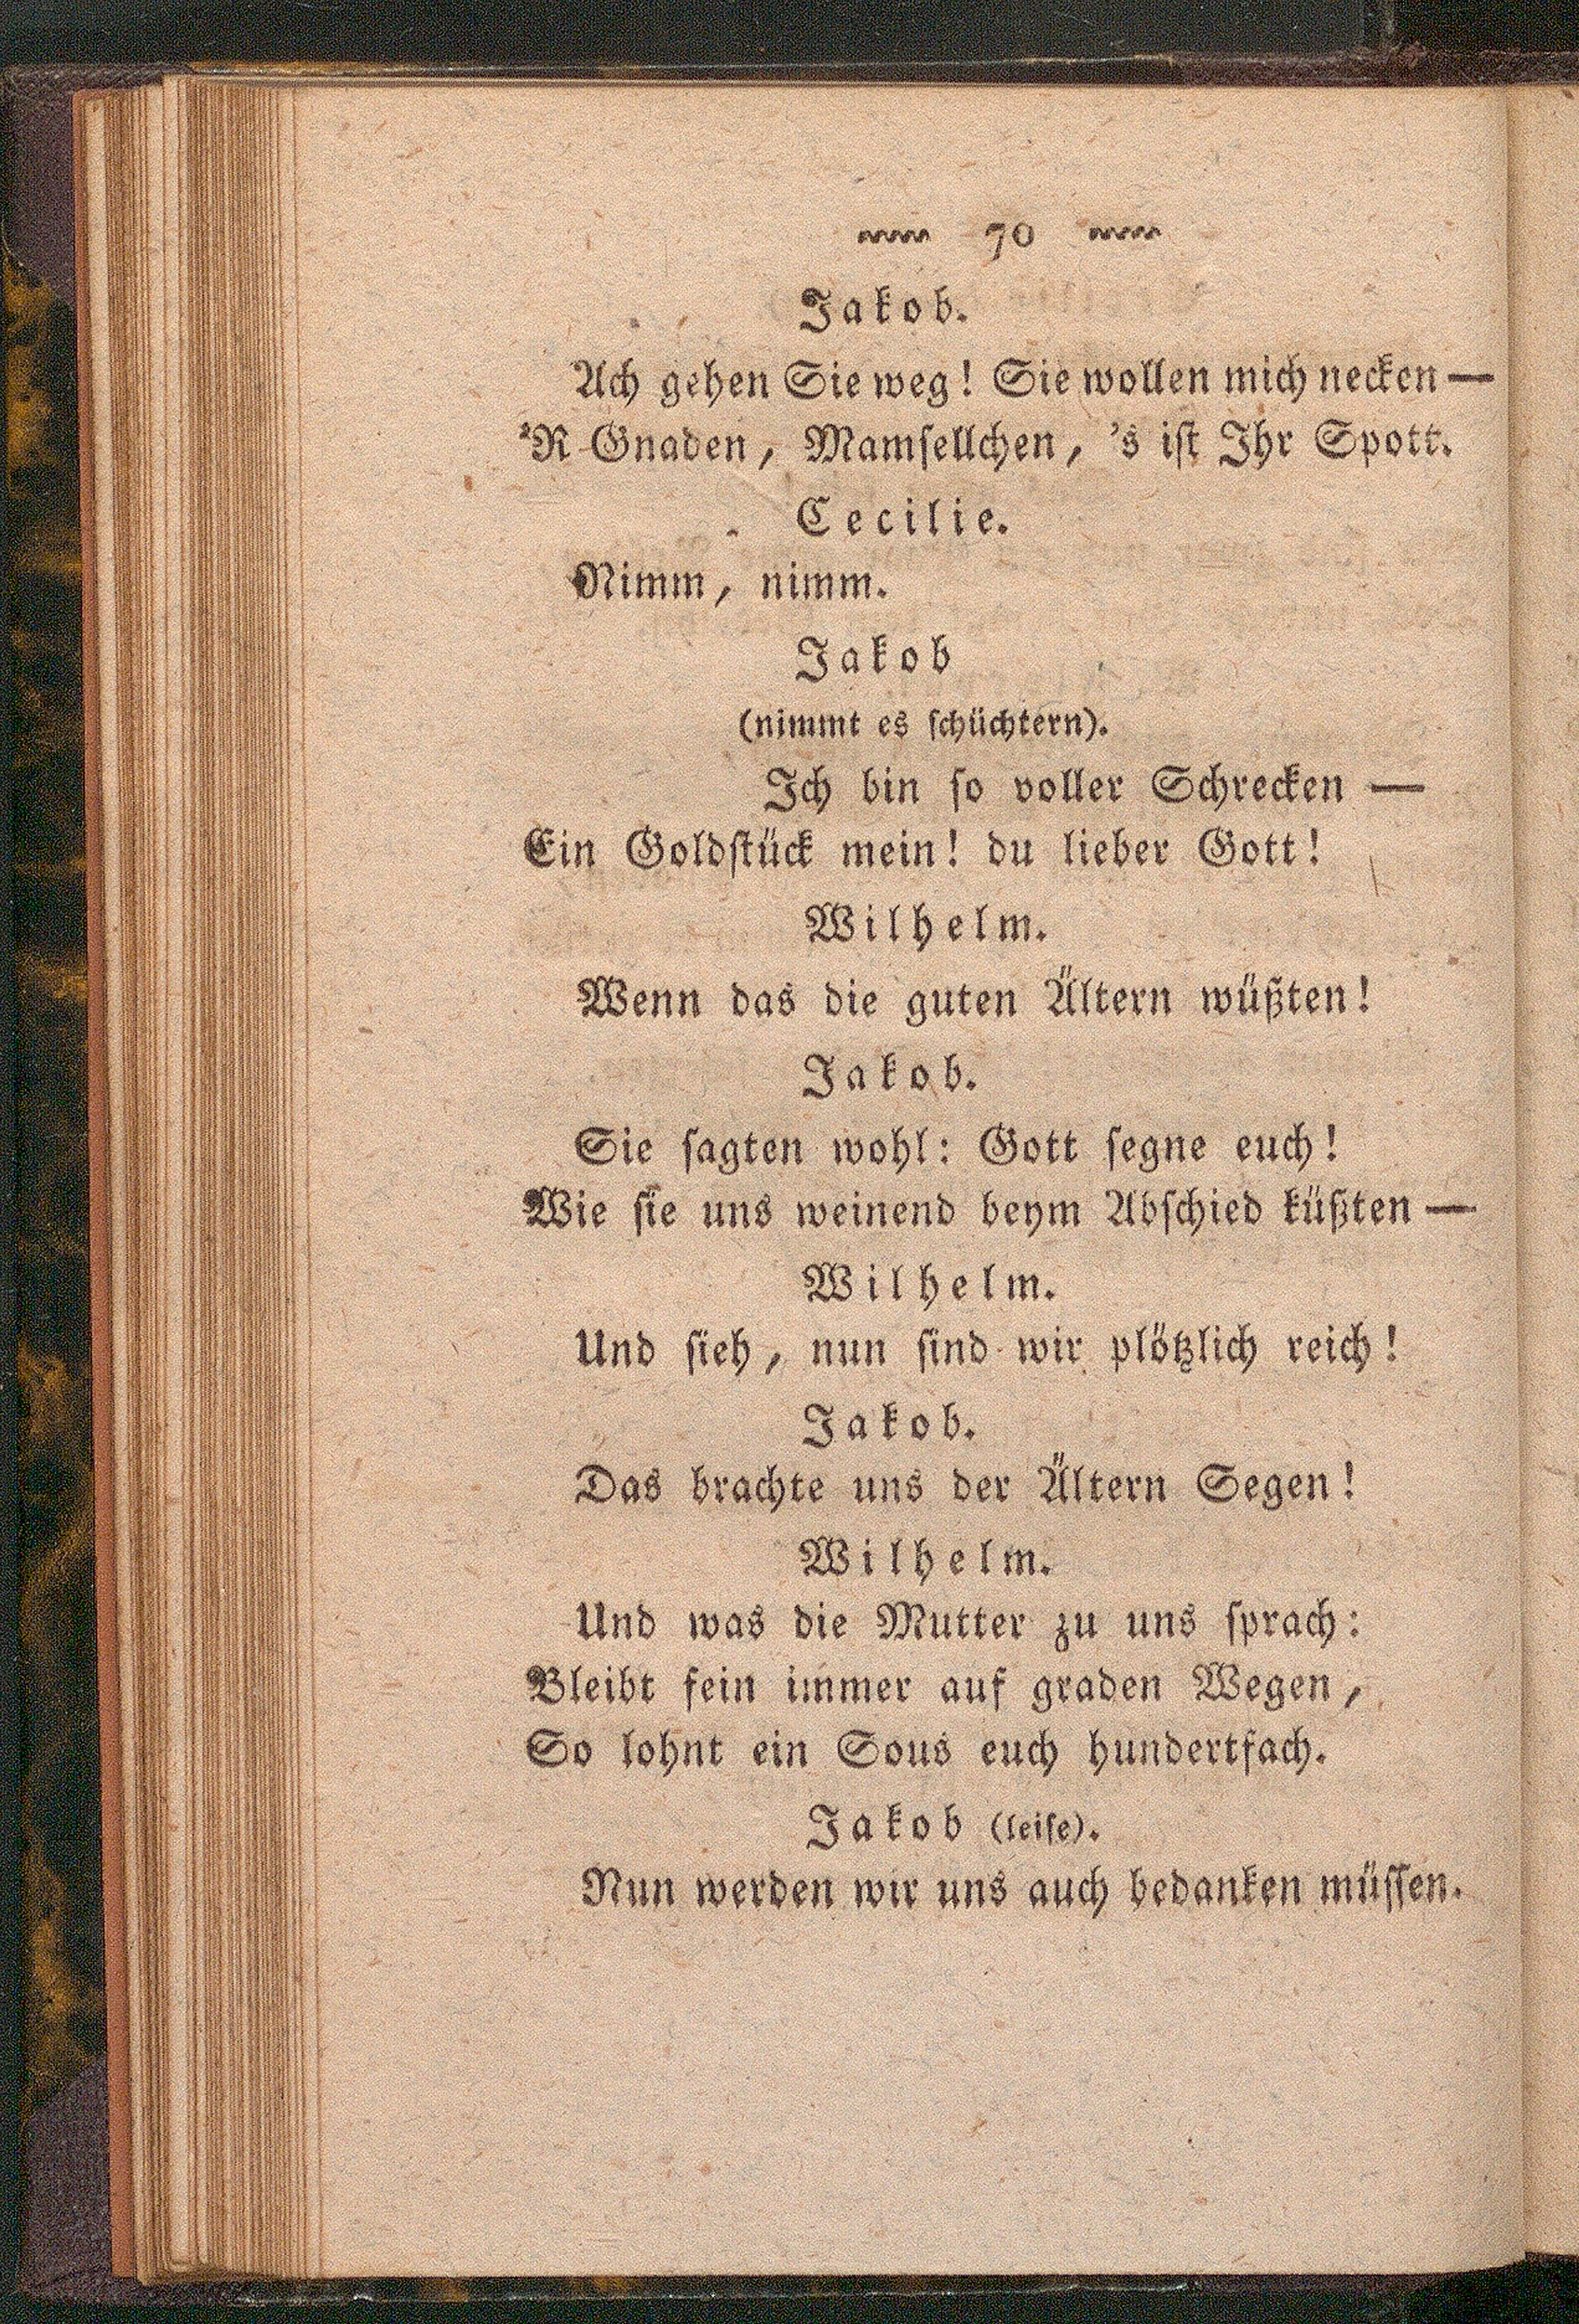 ~~~ 70 ~~~
Jakob.
Ach gehen Sie weg! Sie wollen mich necken —
'R Gnaden, Mamſellchen, 's iſt Ihr Spott.
Cecilie.
Nimm, nimm.
Jakob
(nimmt es ſchüchtern).
Ich bin ſo voller Schrecken —
Ein Goldſtück mein! du lieber Gott!
Wilhelm.
Wenn das die guten Ältern wüßten!
Jakob.
Sie ſagten wohl: Gott ſegne euch!
Wie ſie uns weinend beym Abſchied küßten —
Wilhelm.
Und ſieh, nun ſind wir plötzlich reich!
Jakob.
Das brachte uns der Ältern Segen!
Wilhelm.
Und was die Mutter zu uns ſprach:
Bleibt fein immer auf graden Wegen,
So lohnt ein Sous euch hundertfach.
Jakob (leiſe).
Nun werden wir uns auch bedanken müſſen.